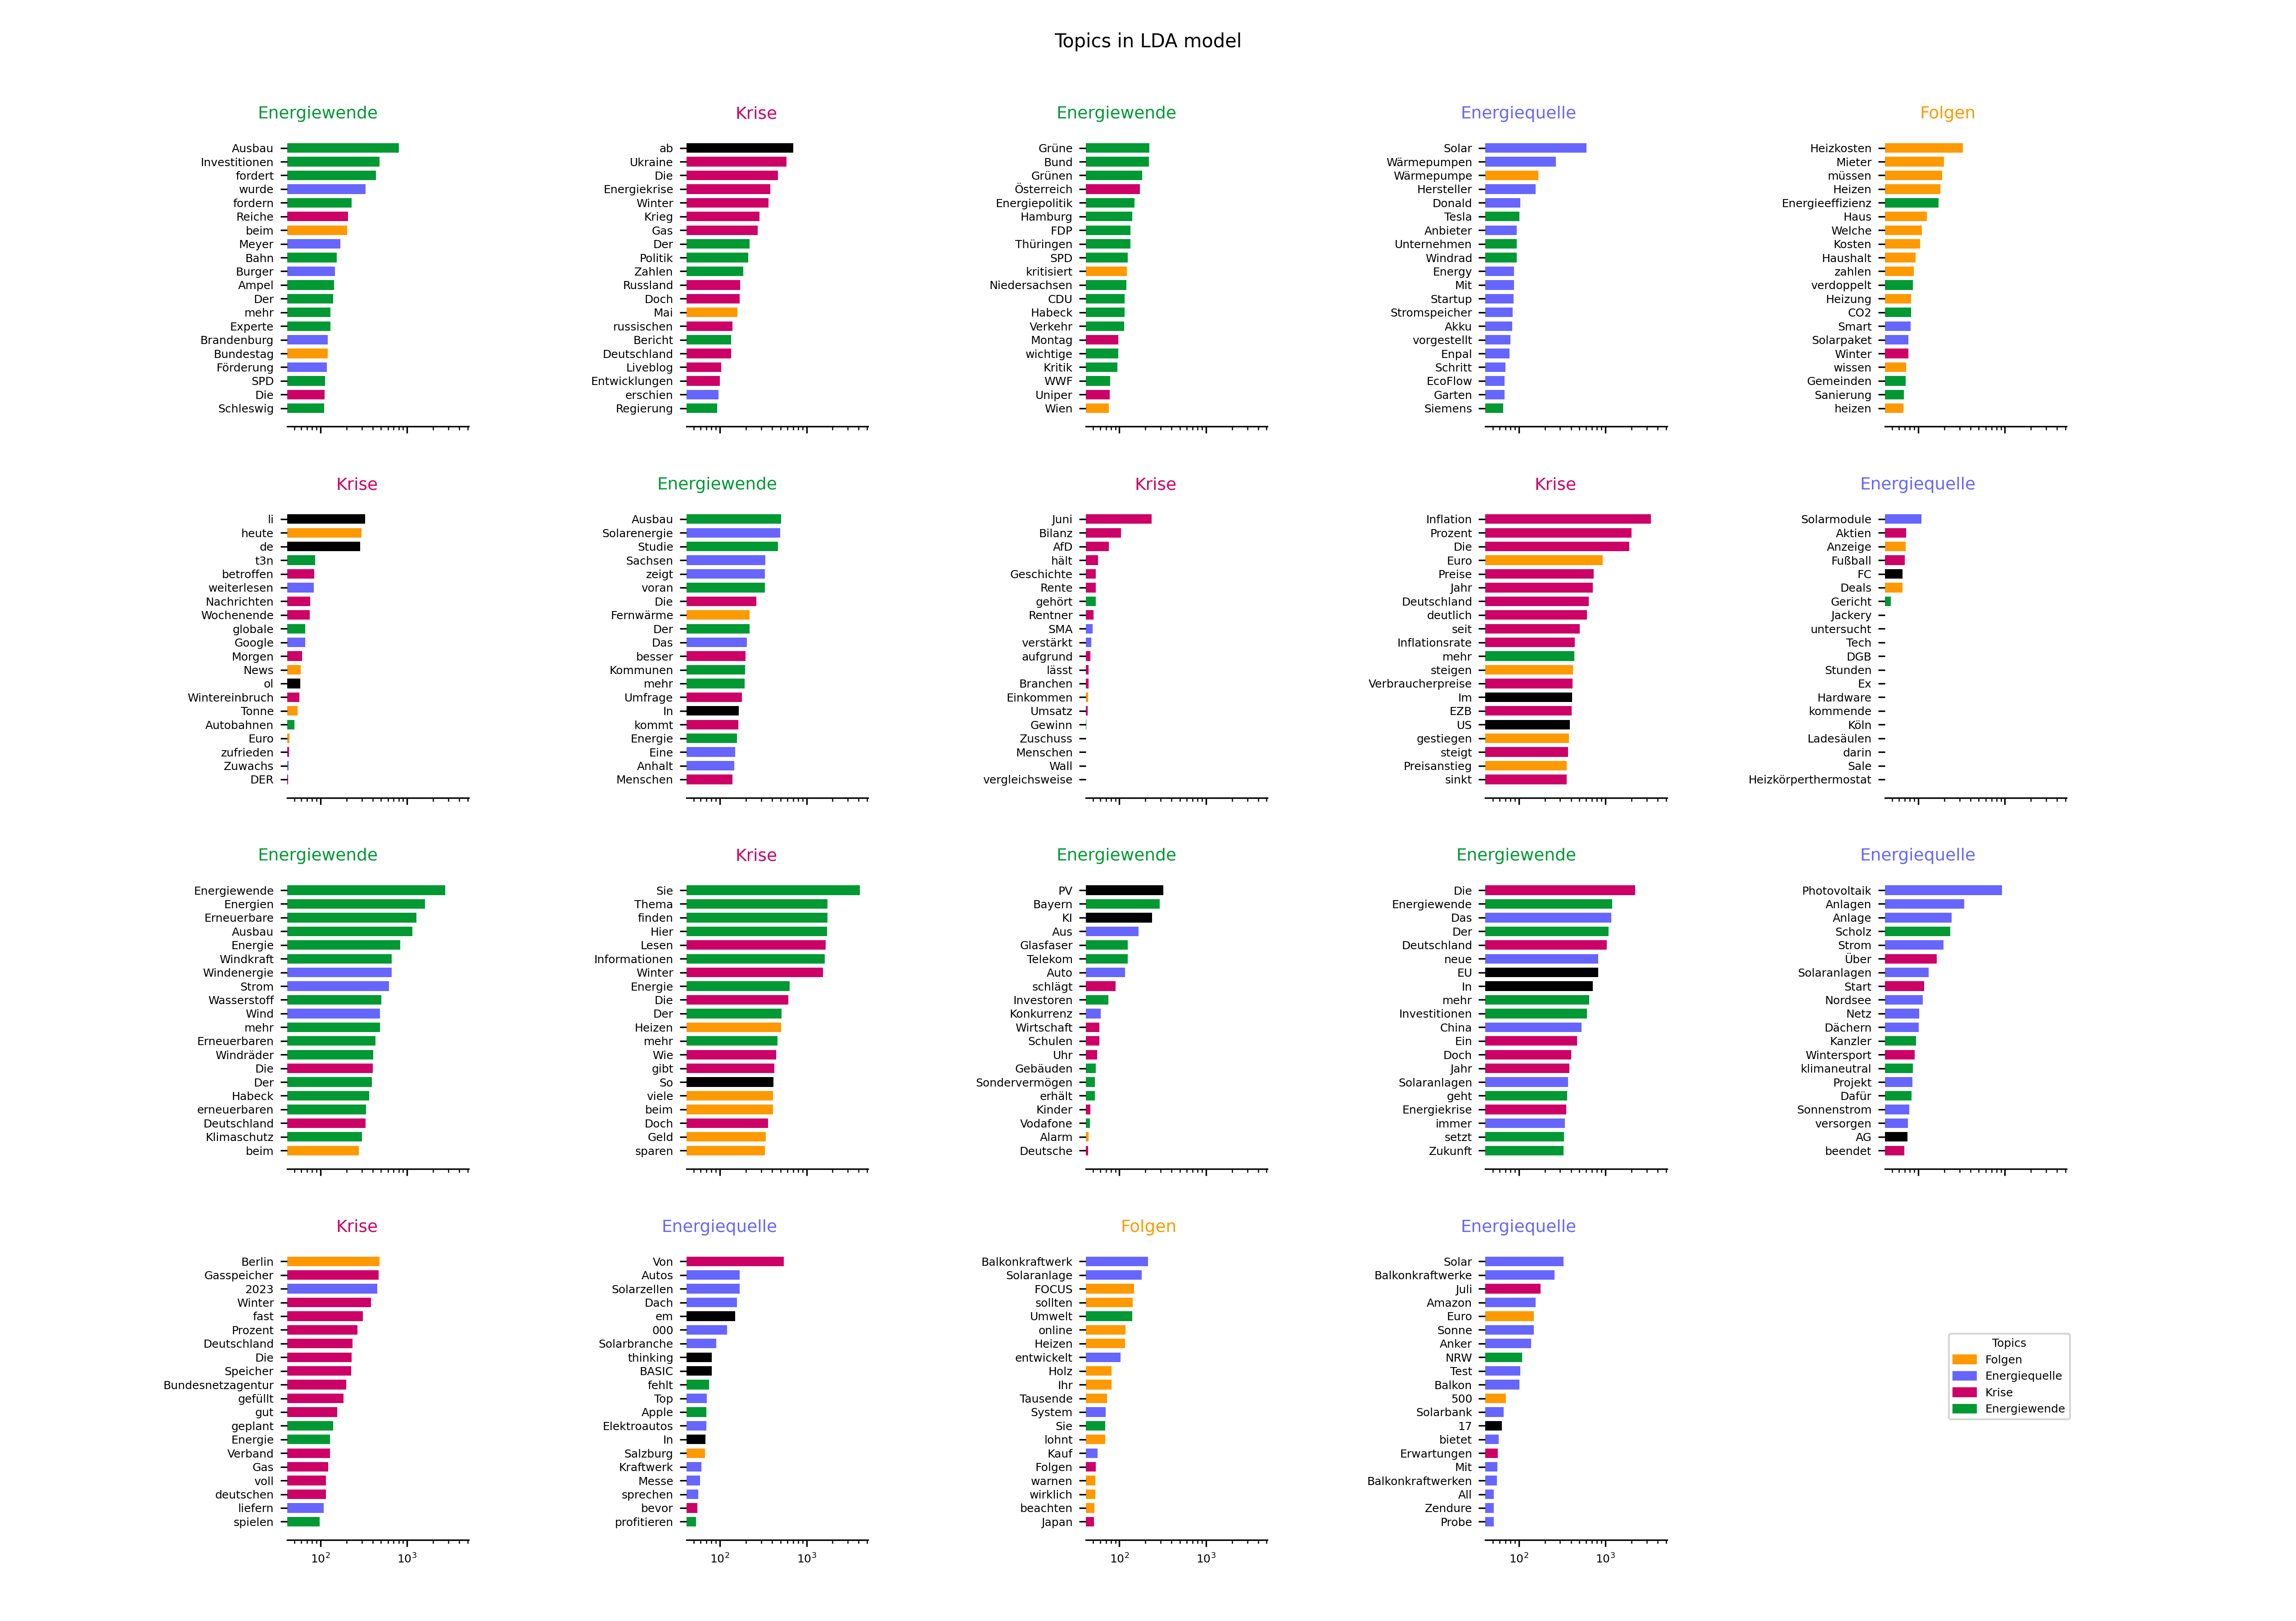 Topics in LDA model
Energiewende
Ausbau
Investitionen
fordert
wurde
fordern
Reiche
beim
Meyer
Bahn
Burger
Ampel
Der
mehr
Experte
Brandenburg
Bundestag
Förderung
SPD
Die
Schleswig
Krise
ab
Ukraine
Die
Energiekrise
Winter
Krieg
Gas
Der
Politik
Zahlen
Russland
Doch
Mai
russischen
Bericht
Deutschland
Liveblog
Entwicklungen
erschien
Regierung
Energiewende
Grüne
Bund
Grünen
Österreich
Energiepolitik
Hamburg
FDP
Thüringen
SPD
kritisiert
Niedersachsen
CDU
Habeck
Verkehr
Montag
wichtige
Kritik
WWF
Uniper
Wien
Energiequelle
Solar
Wärmepumpen
Wärmepumpe
Hersteller
Donald
Tesla
Anbieter
Unternehmen
Windrad
Energy
Mit
Startup
Stromspeicher
Akku
vorgestellt
Enpal
Schritt
EcoFlow
Garten
Siemens
Folgen
Heizkosten
Mieter
müssen
Heizen
Energieeffizienz
Haus
Welche
Kosten
Haushalt
zahlen
verdoppelt
Heizung
CO2
Smart
Solarpaket
Winter
wissen
Gemeinden
Sanierung
heizen
Krise
li
heute
de
t3n
betroffen
weiterlesen
Nachrichten
Wochenende
globale
Google
Morgen
News
ol
Wintereinbruch
Tonne
Autobahnen
Euro
zufrieden
Zuwachs
DER
Energiewende
Ausbau
Solarenergie
Studie
Sachsen
zeigt
voran
Die
Fernwärme
Der
Das
besser
Kommunen
mehr
Umfrage
In
kommt
Energie
Eine
Anhalt
Menschen
Krise
Juni
Bilanz
AfD
hält
Geschichte
Rente
gehört
Rentner
SMA
verstärkt
aufgrund
lässt
Branchen
Einkommen
Umsatz
Gewinn
Zuschuss
Menschen
Wall
vergleichsweise
Krise
Inflation
Prozent
Die
Euro
Preise
Jahr
Deutschland
deutlich
seit
Inflationsrate
mehr
steigen
Verbraucherpreise
Im
EZB
US
gestiegen
steigt
Preisanstieg
sinkt
Energiequelle
Solarmodule
Aktien
Anzeige
Fußball
FC
Deals
Gericht
Jackery
untersucht
Tech
DGB
Stunden
Ex
Hardware
kommende
Köln
Ladesäulen
darin
Sale
Heizkörperthermostat
Energiewende
Energiewende
Energien
Erneuerbare
Ausbau
Energie
Windkraft
Windenergie
Strom
Wasserstoff
Wind
mehr
Erneuerbaren
Windräder
Die
Der
Habeck
erneuerbaren
Deutschland
Klimaschutz
beim
Krise
Sie
Thema
finden
Hier
Lesen
Informationen
Winter
Energie
Die
Der
Heizen
mehr
Wie
gibt
So
viele
beim
Doch
Geld
sparen
Energiewende
PV
Bayern
KI
Aus
Glasfaser
Telekom
Auto
schlägt
Investoren
Konkurrenz
Wirtschaft
Schulen
Uhr
Gebäuden
Sondervermögen
erhält
Kinder
Vodafone
Alarm
Deutsche
Energiewende
Die
Energiewende
Das
Der
Deutschland
neue
EU
In
mehr
Investitionen
China
Ein
Doch
Jahr
Solaranlagen
geht
Energiekrise
immer
setzt
Zukunft
Energiequelle
Photovoltaik
Anlagen
Anlage
Scholz
Strom
Über
Solaranlagen
Start
Nordsee
Netz
Dächern
Kanzler
Wintersport
klimaneutral
Projekt
Dafür
Sonnenstrom
versorgen
AG
beendet
Krise
Berlin
Gasspeicher
2023
Winter
fast
Prozent
Deutschland
Die
Speicher
Bundesnetzagentur
gefüllt
gut
geplant
Energie
Verband
Gas
voll
deutschen
liefern
spielen
10² 10³
Energiequelle
Von
Autos
Solarzellen
Dach
em
000
Solarbranche
thinking
BASIC
fehlt
Top
Apple
Elektroautos
In
Salzburg
Kraftwerk
Messe
sprechen
bevor
profitieren
10² 10³
Folgen
Balkonkraftwerk
Solaranlage
FOCUS
sollten
Umwelt
online
Heizen
entwickelt
Holz
Ihr
Tausende
System
Sie
lohnt
Kauf
Folgen
warnen
wirklich
beachten
Japan
10² 10³
Energiequelle
Solar
Balkonkraftwerke
Juli
Amazon
Euro
Sonne
Anker
NRW
Test
Balkon
500
Solarbank
17
bietet
Erwartungen
Mit
Balkonkraftwerken
All
Zendure
Probe
10² 10³
Topics
Folgen
Energiequelle
Krise
Energiewende